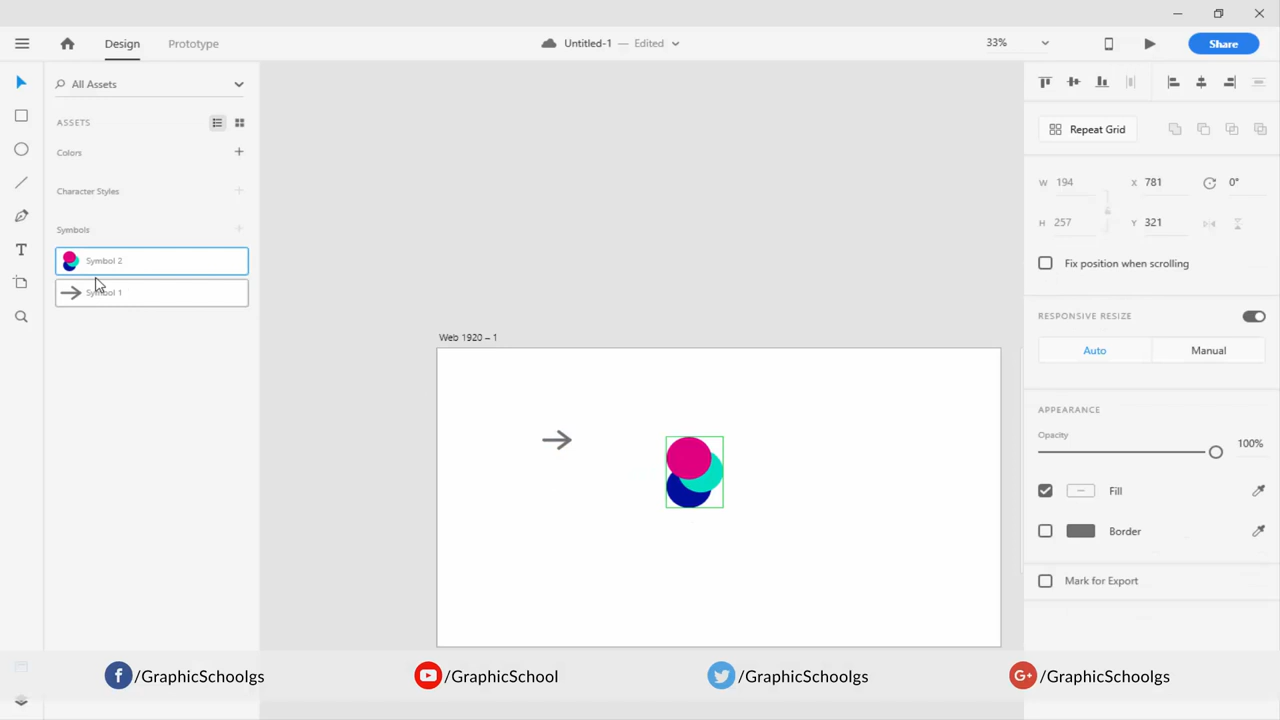 Design
Prototype
Untitled-1 — Edited
33%
Share
All Assets
ASSETS
Colors
Character Styles
Symbols
Symbol 2
Symbol 1
Web 1920 – 1
Repeat Grid
W 194
X 781
0°
H 257
Y 321
Fix position when scrolling
RESPONSIVE RESIZE
Auto
Manual
APPEARANCE
Opacity
100%
Fill
Border
Mark for Export
f /GraphicSchoolgs
/GraphicSchool
/GraphicSchoolgs
G+ /GraphicSchoolgs